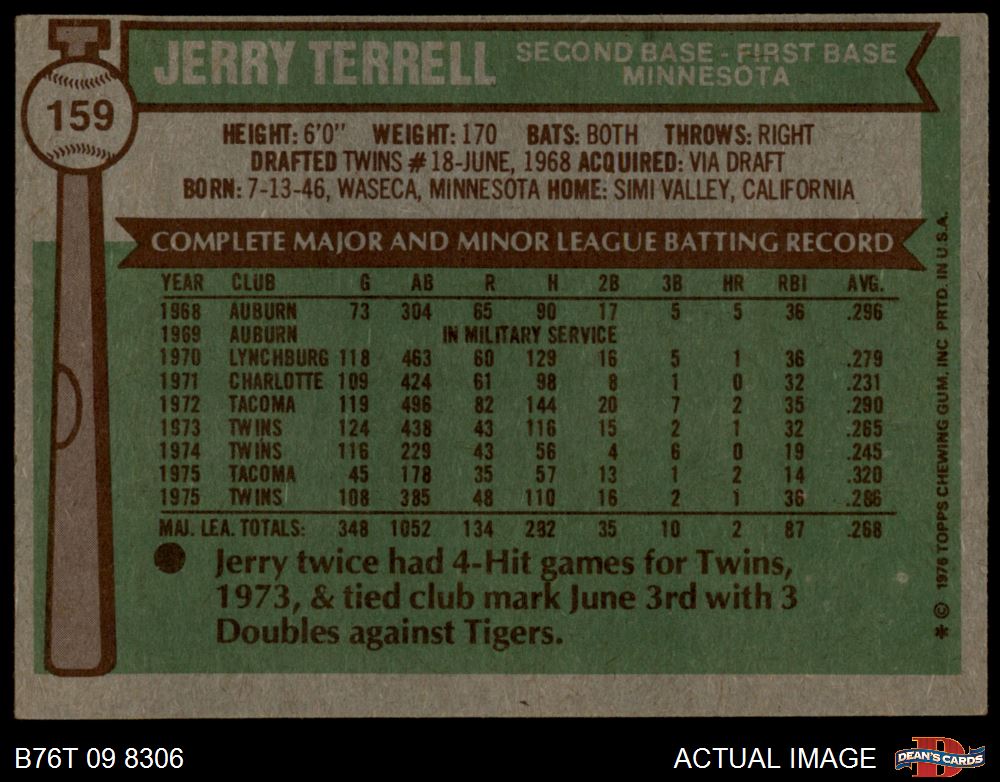 159
JERRY TERRELL
SECOND BASE - FIRST BASE
MINNESOTA
HEIGHT: 6'0" WEIGHT: 170 BATS: BOTH THROWS: RIGHT
DRAFTED TWINS #18-JUNE, 1968 ACQUIRED: VIA DRAFT
BORN: 7-13-46, WASECA, MINNESOTA HOME: SIMI VALLEY, CALIFORNIA
COMPLETE MAJOR AND MINOR LEAGUE BATTING RECORD
YEAR CLUB G AB R H 2B 3B HR RBI AVG.
1968 AUBURN 73 304 65 90 17 5 5 36 .296
1969 AUBURN IN MILITARY SERVICE
1970 LYNCHBURG 118 463 60 129 16 5 1 36 .279
1971 CHARLOTTE 109 424 61 98 8 1 0 32 .231
1972 TACOMA 119 496 82 144 20 7 2 35 .290
1973 TWINS 124 438 43 116 15 2 1 32 .265
1974 TWINS 116 229 43 56 4 6 0 19 .245
1975 TACOMA 45 178 35 57 13 1 2 14 .320
1975 TWINS 108 385 48 110 16 2 1 36 .286
MAJ. LEA. TOTALS: 348 1052 134 282 35 10 2 87 .268
Jerry twice had 4-Hit games for Twins,
1973, & tied club mark June 3rd with 3
Doubles against Tigers.
* © 1976 TOPPS CHEWING GUM, INC PRTD. IN U.S.A.
B76T 09 8306
ACTUAL IMAGE
DEAN'S CARDS